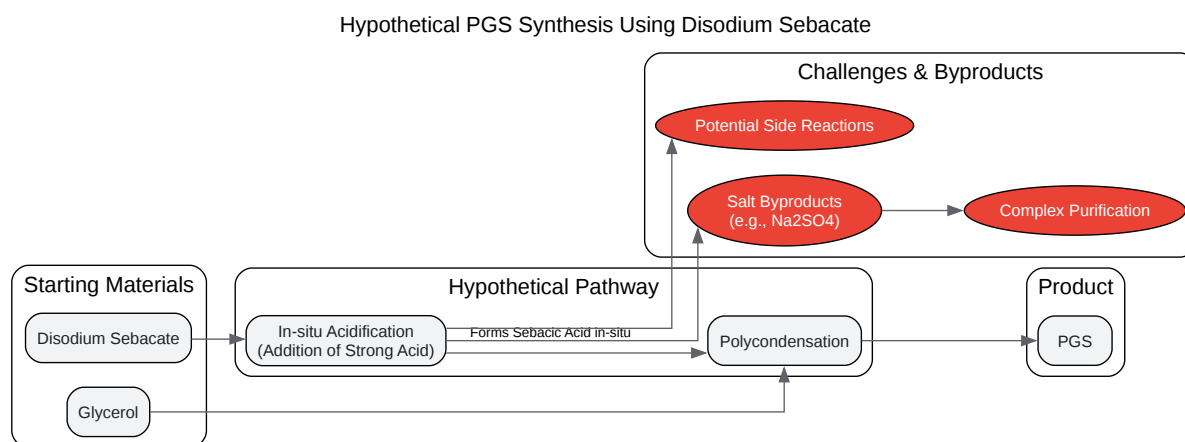 Hypothetical PGS Synthesis Using Disodium Sebacate
Challenges & Byproducts
Potential Side Reactions
Salt Byproducts
(e.g., Na2SO4)
Complex Purification
Starting Materials
Disodium Sebacate
Glycerol
Hypothetical Pathway
In-situ Acidification
(Addition of Strong Acid)
Forms Sebacic Acid in-situ
Polycondensation
Product
PGS